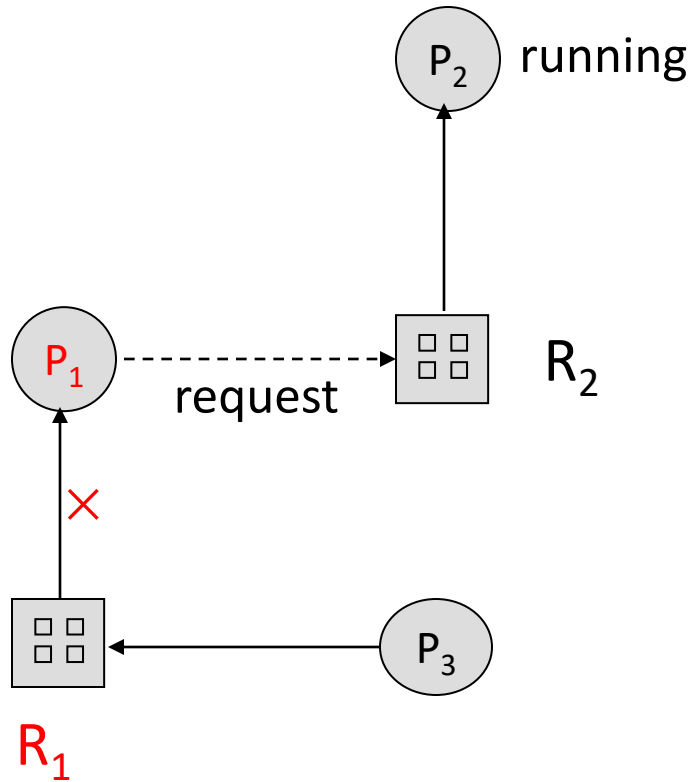 P₂ running
P₁
request
R₂
P₃
R₁